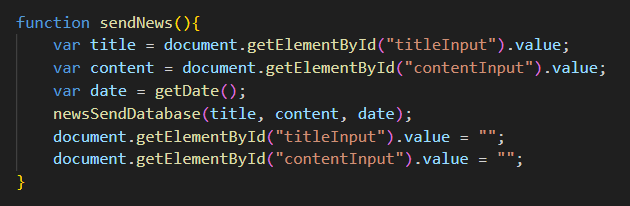 function sendNews(){
var title = document.getElementById("titleInput").value;
var content = document.getElementById("contentInput").value;
var date = getDate();
newsSendDatabase(title, content, date);
document.getElementById("titleInput").value = "";
document.getElementById("contentInput").value = "";
}